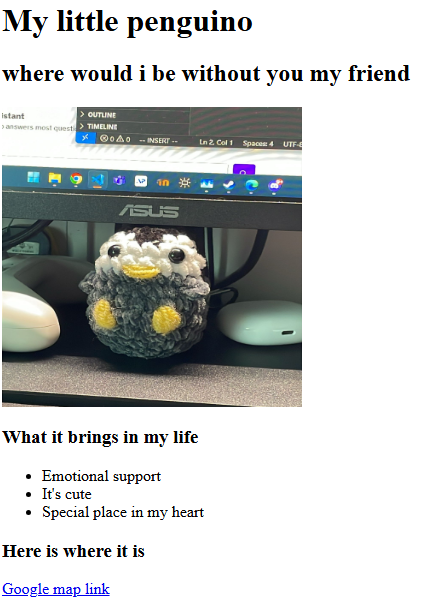 My little penguino
where would i be without you my friend
istant
answers most questi
OUTLINE
TIMELINE
0 0 -- INSERT -- Ln 2, Col 1 Spaces: 4 UTF-8
ASUS
What it brings in my life
Emotional support
It's cute
Special place in my heart
Here is where it is
Google map link